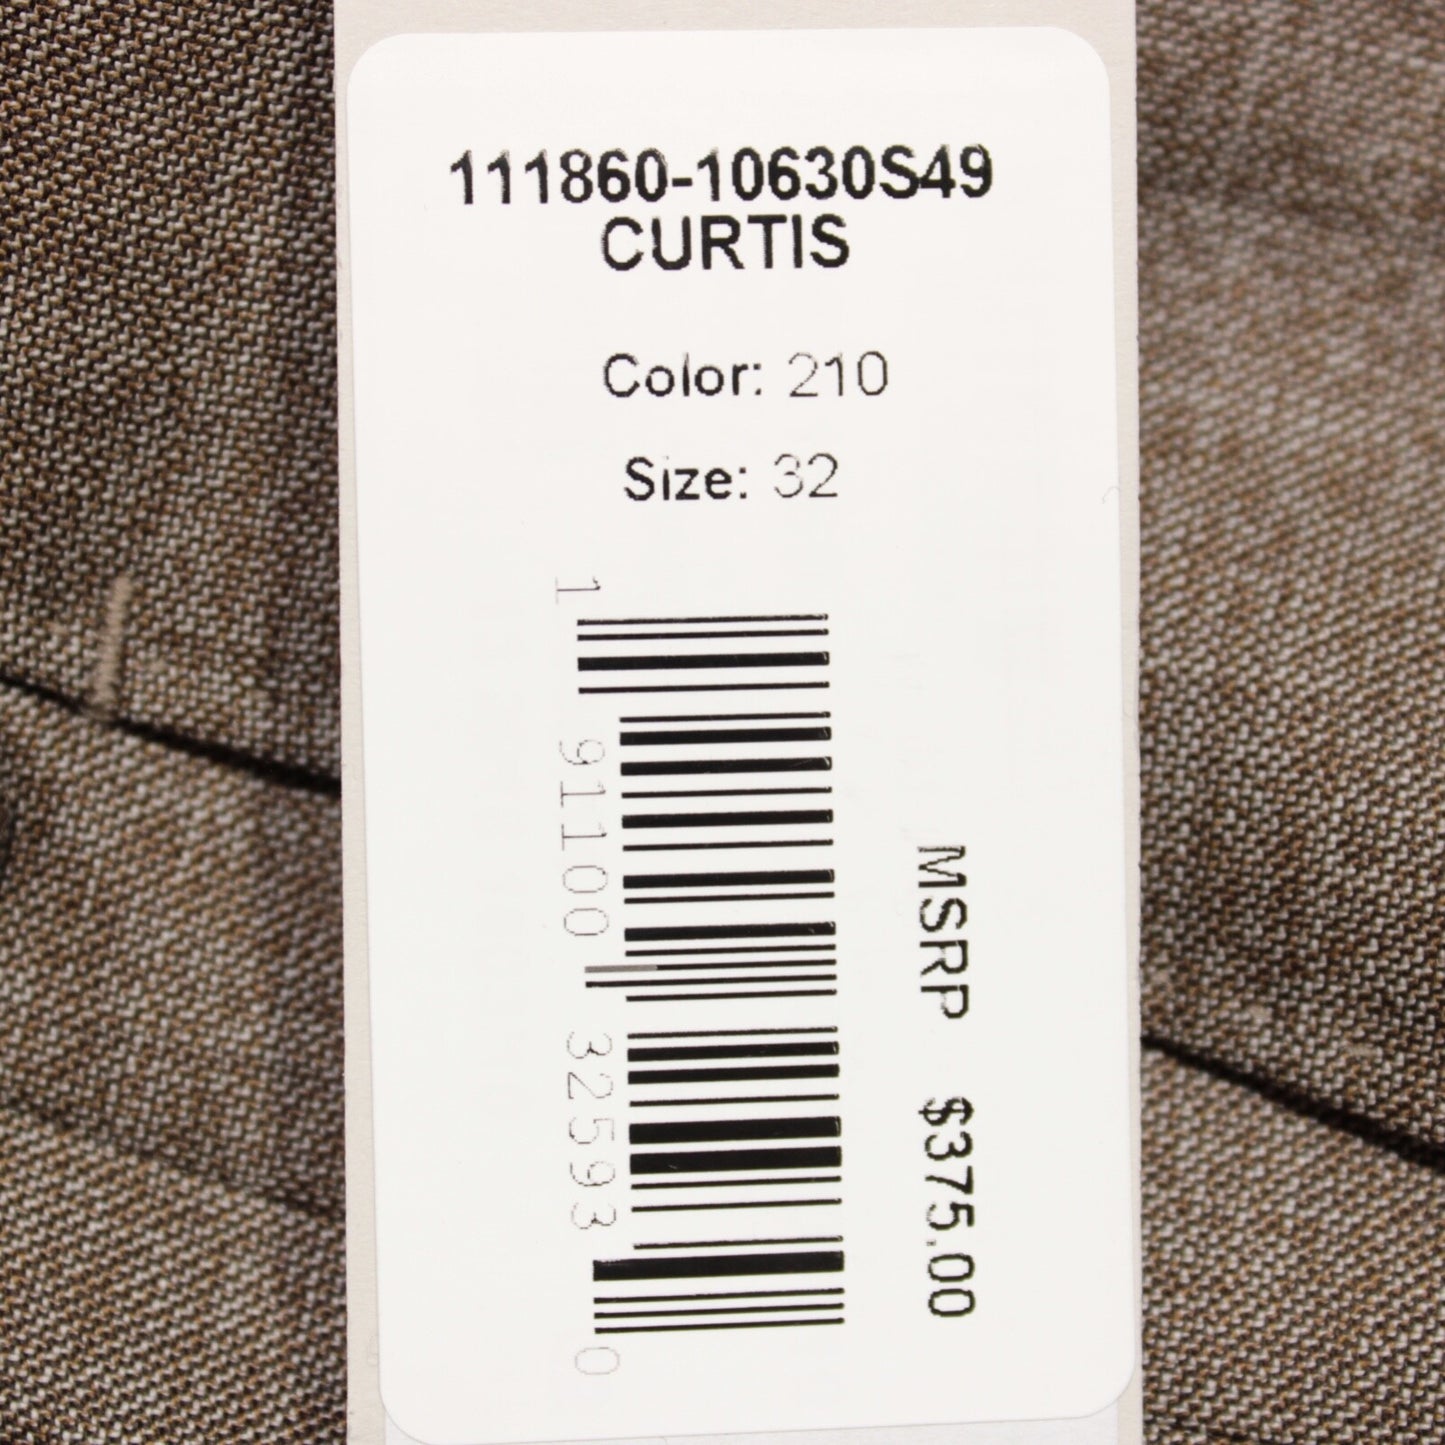 111860-10630S49
CURTIS
Color: 210
Size: 32
1 91100 32593 0
MSRP $375.00